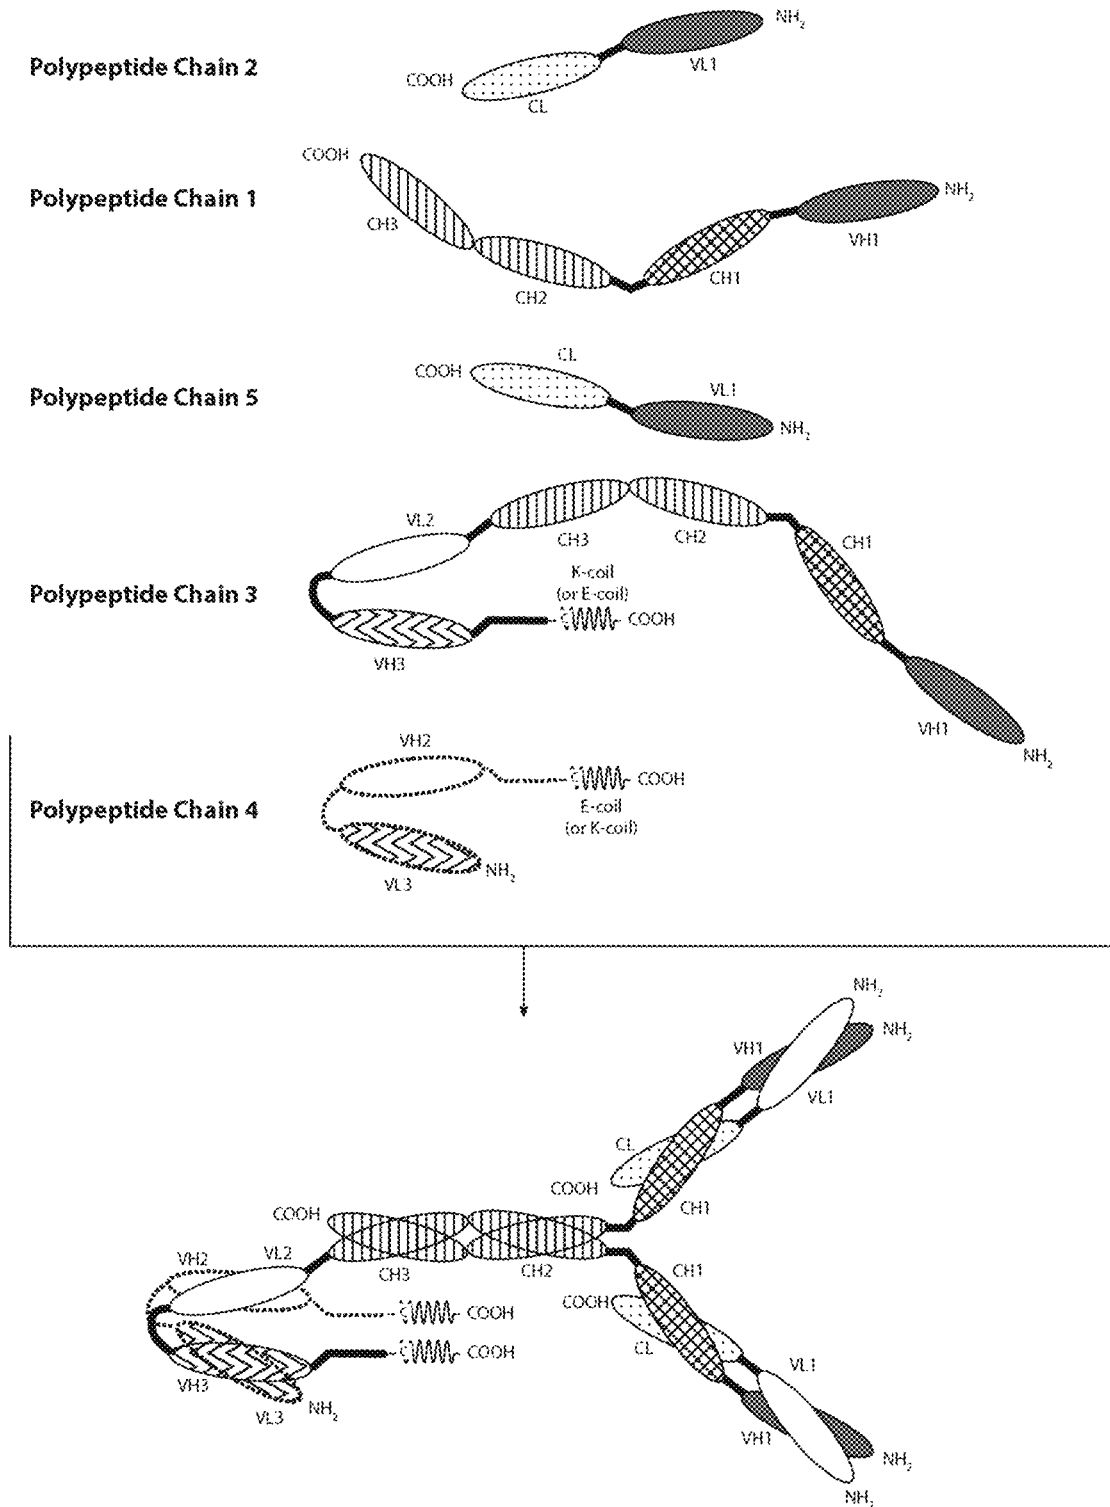 NH₂
Polypeptide Chain 2
COOH
VL1
CL
COOH
Polypeptide Chain 1
NH₂
CH3
VH1
CH1
CH2
CL
COOH
VL1
Polypeptide Chain 5
NH₂
VL2
CH3
CH2
CH1
K-coil
(or E-coil)
Polypeptide Chain 3
COOH
VH3
VH1
NH₂
VH2
COOH
Polypeptide Chain 4
E-coil
(or K-coil)
NH₂
VL3
NH₂
NH₂
VH1
VL1
CL
COOH
CH1
COOH
VH2
VL2
CH3
CH2
CH1
COOH
COOH
CL
COOH
VL1
VH3
NH₂
VL3
VH1
NH₂
NH₂